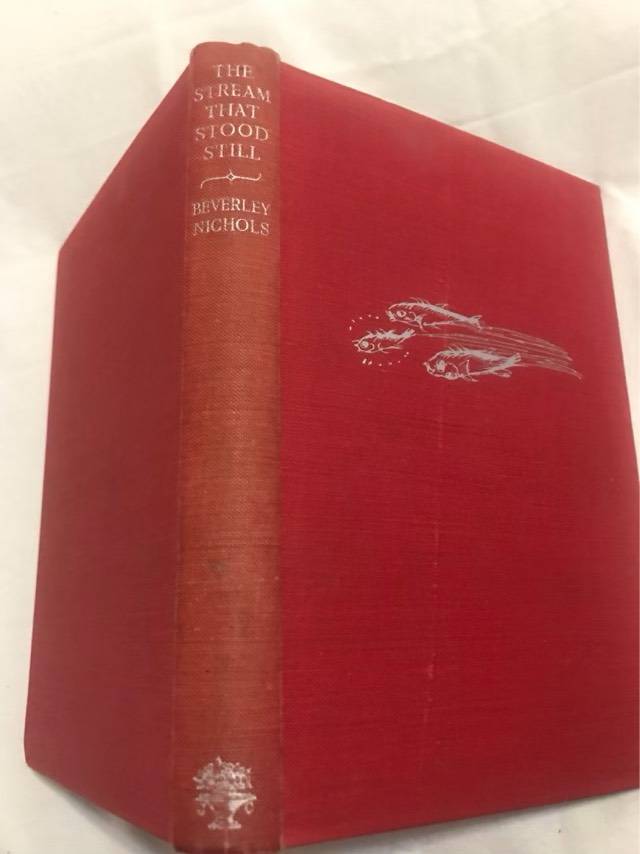 THE
STREAM
THAT
STOOD
STILL
BEVERLEY
NICHOLS